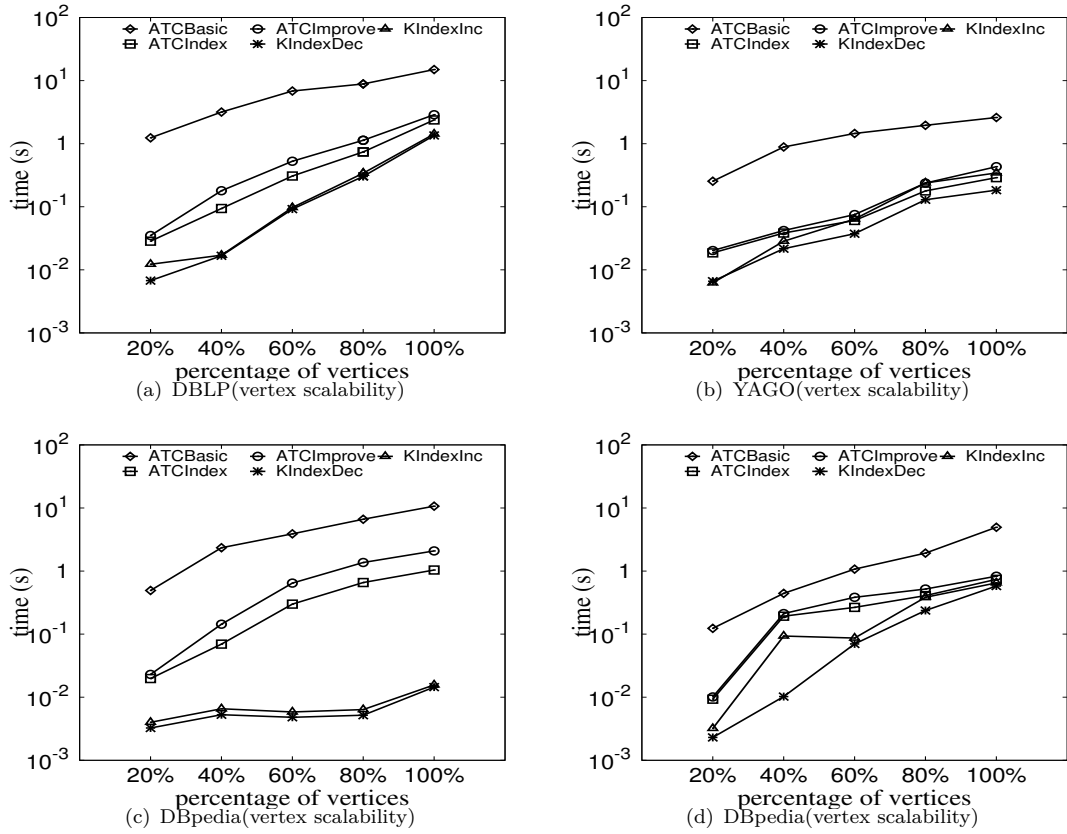 10^2
10^1
1
10^-1
10^-2
10^-3
time (s)
ATCBasic ATCImprove KIndexInc
ATCIndex KIndexDec
20% 40% 60% 80% 100%
percentage of vertices
(a) DBLP(vertex scalability)
10^2
10^1
1
10^-1
10^-2
10^-3
time (s)
ATCBasic ATCImprove KIndexInc
ATCIndex KIndexDec
20% 40% 60% 80% 100%
percentage of vertices
(b) YAGO(vertex scalability)
10^2
10^1
1
10^-1
10^-2
10^-3
time (s)
ATCBasic ATCImprove KIndexInc
ATCIndex KIndexDec
20% 40% 60% 80% 100%
percentage of vertices
(c) DBpedia(vertex scalability)
10^2
10^1
1
10^-1
10^-2
10^-3
time (s)
ATCBasic ATCImprove KIndexInc
ATCIndex KIndexDec
20% 40% 60% 80% 100%
percentage of vertices
(d) DBpedia(vertex scalability)